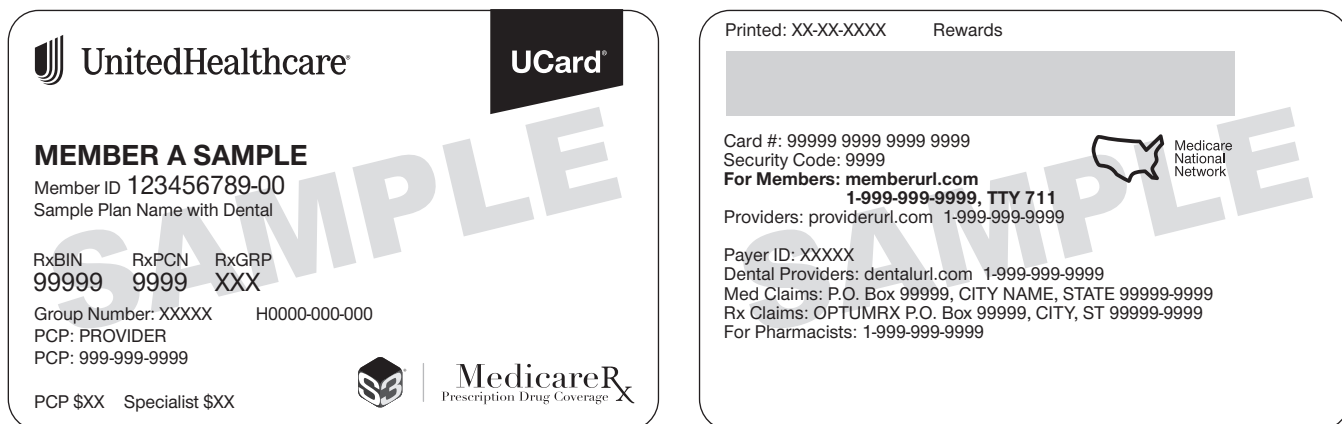 UnitedHealthcare®
UCard®
MEMBER A SAMPLE
Member ID 123456789-00
Sample Plan Name with Dental
RxBIN RxPCN RxGRP
99999 9999 XXX
Group Number: XXXXX H0000-000-000
PCP: PROVIDER
PCP: 999-999-9999
PCP $XX Specialist $XX
S3
MedicareRx
Prescription Drug Coverage
SAMPLE
Printed: XX-XX-XXXX Rewards
Card #: 99999 9999 9999 9999
Security Code: 9999
For Members: memberurl.com
1-999-999-9999, TTY 711
Providers: providerurl.com 1-999-999-9999
Medicare
National
Network
Payer ID: XXXXX
Dental Providers: dentalurl.com 1-999-999-9999
Med Claims: P.O. Box 99999, CITY NAME, STATE 99999-9999
Rx Claims: OPTUMRX P.O. Box 99999, CITY, ST 99999-9999
For Pharmacists: 1-999-999-9999
SAMPLE